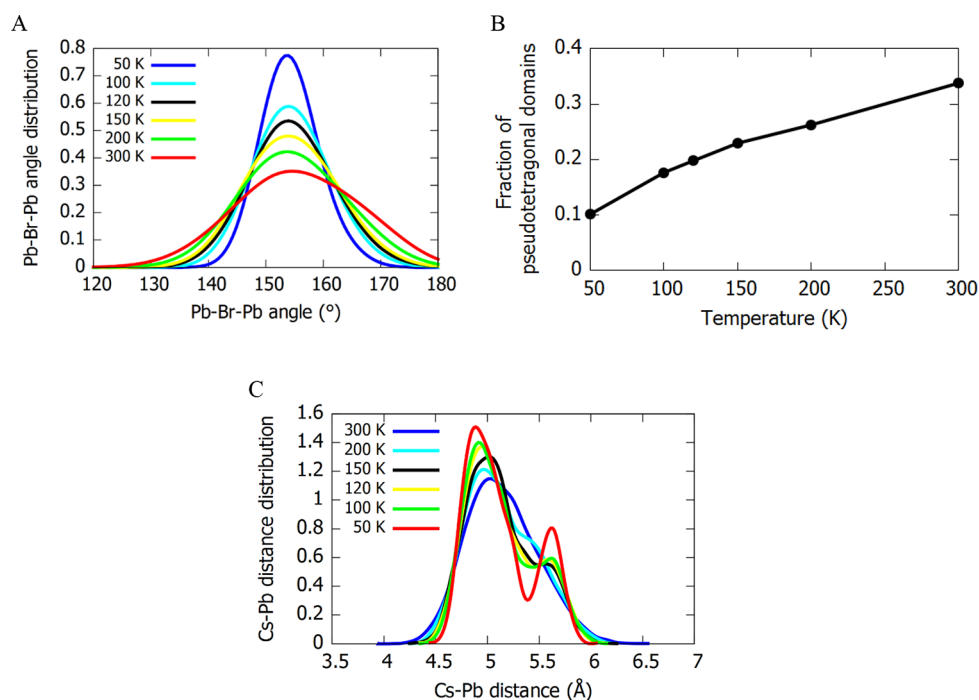 A
Pb-Br-Pb angle distribution
0.8
0.7
0.6
0.5
0.4
0.3
0.2
0.1
0
50 K
100 K
120 K
150 K
200 K
300 K
120 130 140 150 160 170 180
Pb-Br-Pb angle (°)
B
Fraction of
pseudotetragonal domains
0.4
0.3
0.2
0.1
0
50 100 150 200 250 300
Temperature (K)
C
Cs-Pb distance distribution
1.6
1.4
1.2
1
0.8
0.6
0.4
0.2
0
300 K
200 K
150 K
120 K
100 K
50 K
3.5 4 4.5 5 5.5 6 6.5 7
Cs-Pb distance (Å)